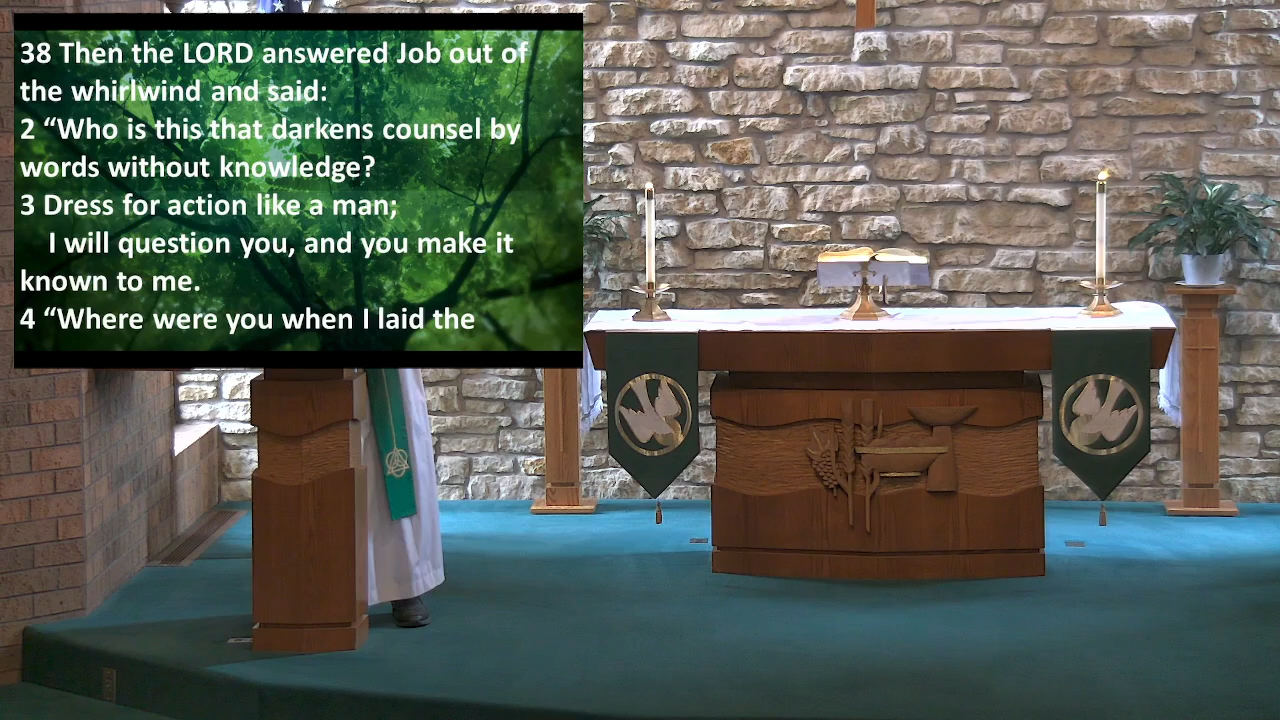 38 Then the LORD answered Job out of
the whirlwind and said:
2 “Who is this that darkens counsel by
words without knowledge?
3 Dress for action like a man;
I will question you, and you make it
known to me.
4 “Where were you when I laid the